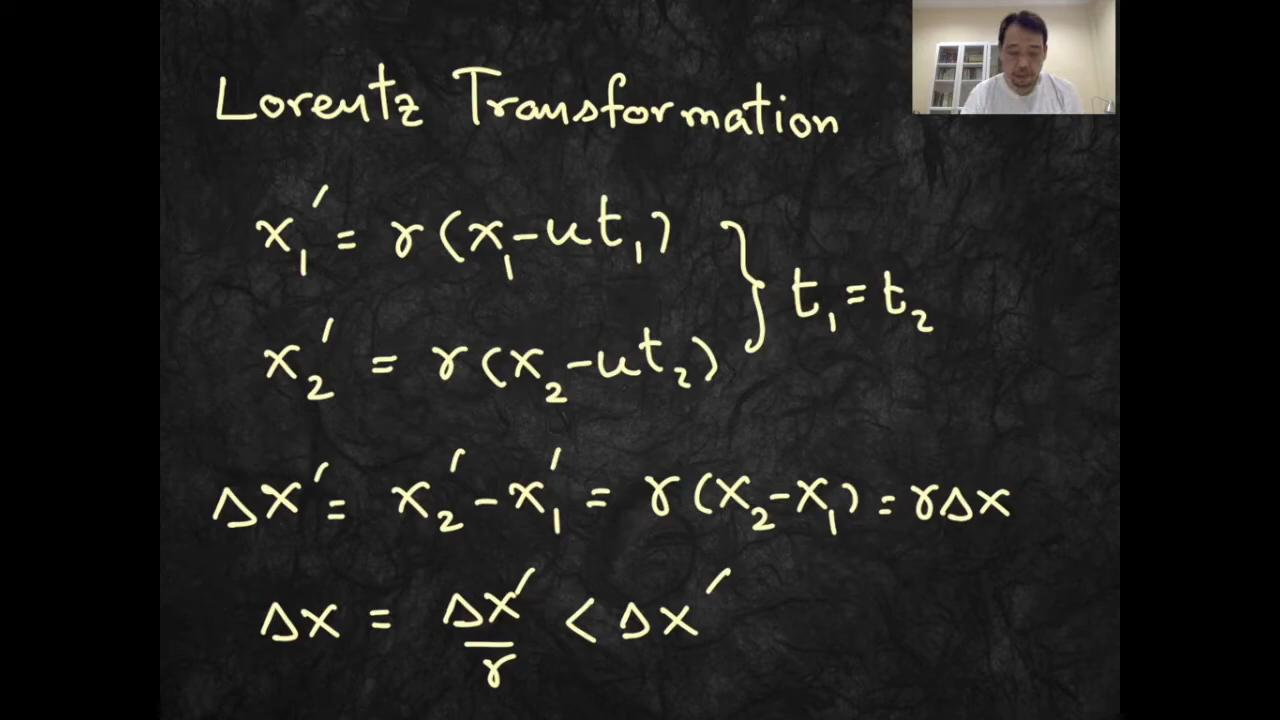 Lorentz Transformation
x₁′ = γ(x₁-ut₁)
x₂′ = γ(x₂-ut₂)
} t₁ = t₂
Δx′ = x₂′ - x₁′ = γ(x₂-x₁) = γΔx
Δx = Δx′/γ < Δx′